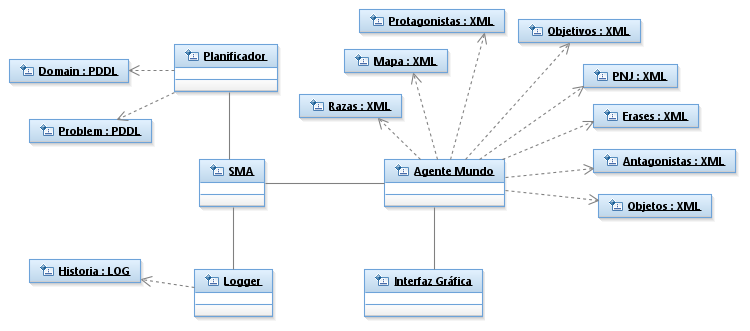 Protagonistas : XML
Objetivos : XML
Planificador
Mapa : XML
Domain : PDDL
PNJ : XML
Razas : XML
Frases : XML
Problem : PDDL
Antagonistas : XML
SMA
Agente Mundo
Objetos : XML
Historia : LOG
Logger
Interfaz Gráfica